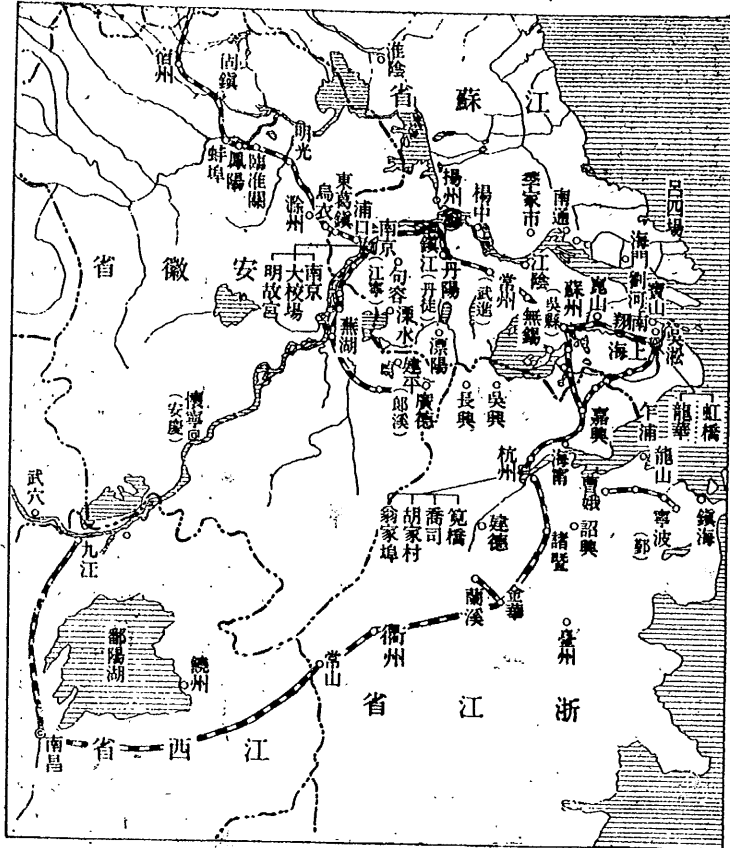 江蘇省
淮陰
宿州
固鎮
明光
蚌埠
鳳陽
臨淮關
滁州
烏衣
東葛鎮
浦口
南京
揚州
揚中
季家市
南通
呂四場
海門
劉河
寶山
吳淞
南翔
上海
崑山
蘇州
(吳縣)
江陰
無錫
常州
(武進)
丹陽
鎮江(丹徒)
句容
(江寧)
溧水
溧陽
南京
大校場
明故宮
安徽省
蕪湖
建平
(郎溪)
廣德
長興
吳興
嘉興
乍浦
虹橋
龍華
龍山
鎮海
寧波
(鄞)
曹娥
海甯
杭州
筧橋
喬司
胡家村
翁家埠
建德
諸暨
詔興
懷寧
(安慶)
武穴
九江
蘭溪
金華
臺州
衢州
常山
鄱陽湖
饒州
浙江省
江西省
南昌